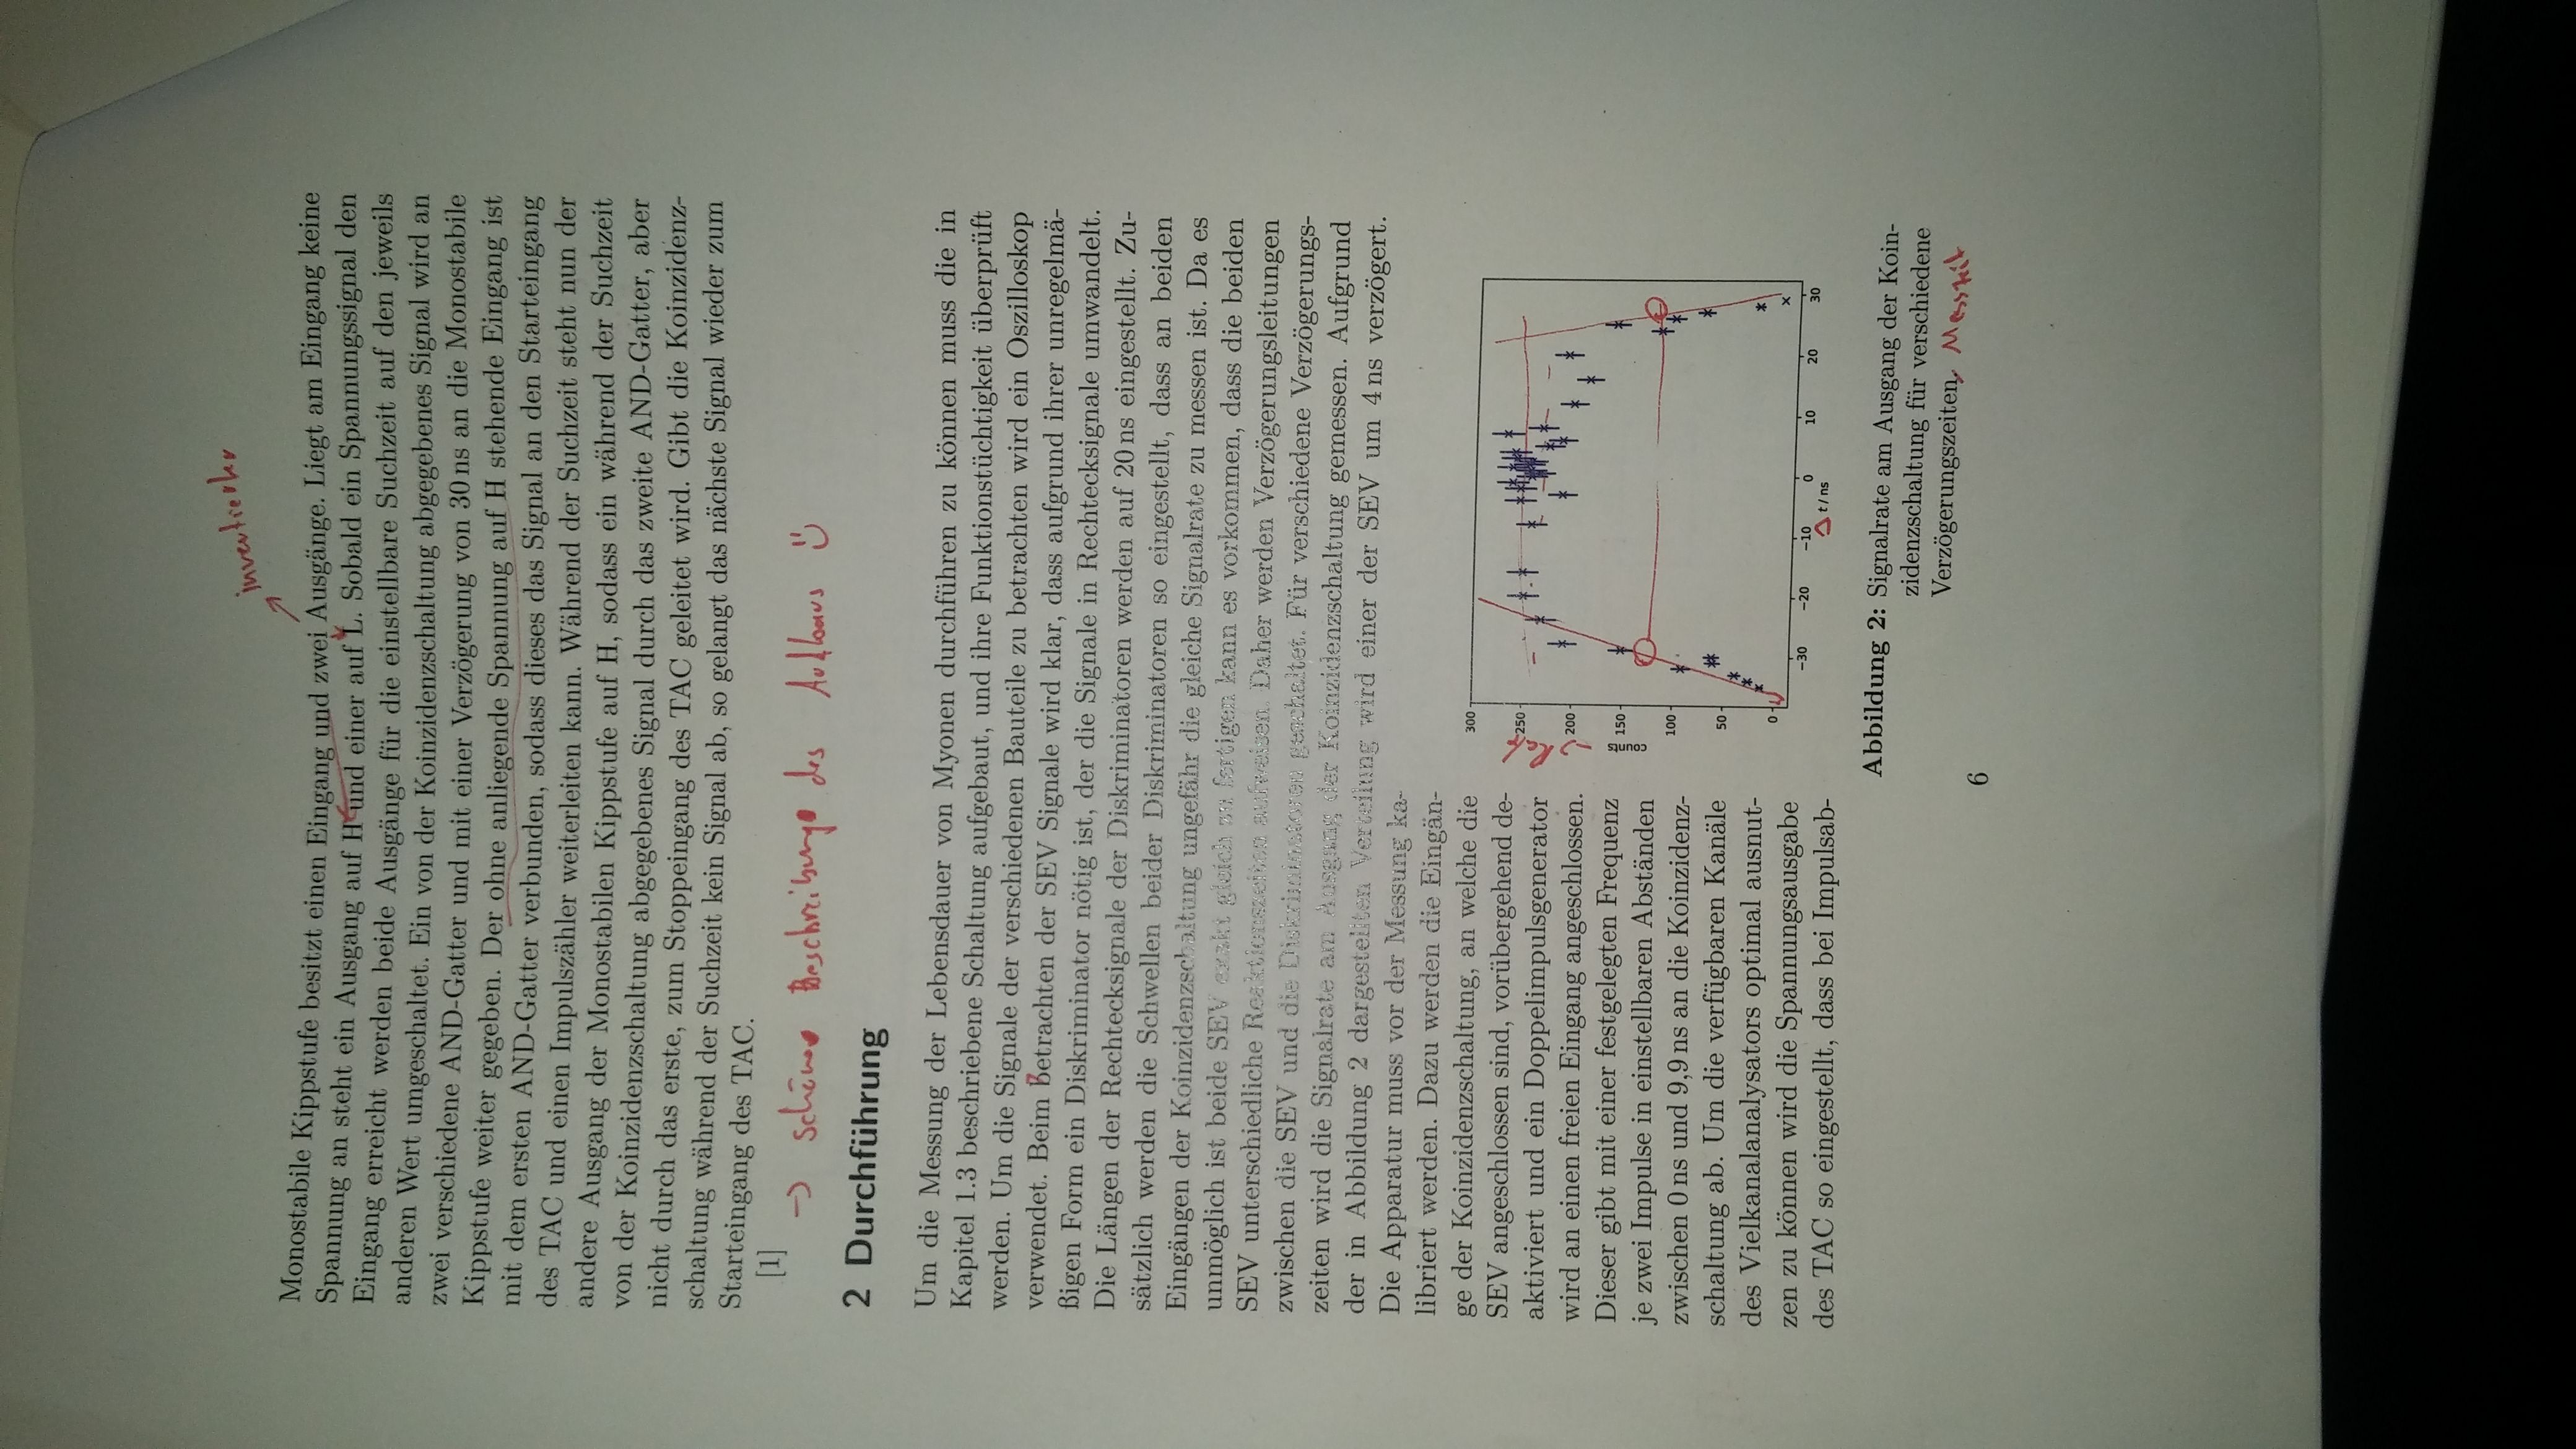 invertierter
Monostabile Kippstufe besitzt einen Eingang und zwei Ausgänge. Liegt am Eingang keine
Spannung an steht ein Ausgang auf H und einer auf L. Sobald ein Spannungssignal den
Eingang erreicht werden beide Ausgänge für die einstellbare Suchzeit auf den jeweils
anderen Wert umgeschaltet. Ein von der Koinzidenzschaltung abgegebenes Signal wird an
zwei verschiedene AND-Gatter und mit einer Verzögerung von 30 ns an die Monostabile
Kippstufe weiter gegeben. Der ohne anliegende Spannung auf H stehende Eingang ist
mit dem ersten AND-Gatter verbunden, sodass dieses das Signal an den Starteingang
des TAC und einen Impulszähler weiterleiten kann. Während der Suchzeit steht nun der
andere Ausgang der Monostabilen Kippstufe auf H, sodass ein während der Suchzeit
von der Koinzidenzschaltung abgegebenes Signal durch das zweite AND-Gatter, aber
nicht durch das erste, zum Stoppeingang des TAC geleitet wird. Gibt die Koinzidenz-
schaltung während der Suchzeit kein Signal ab, so gelangt das nächste Signal wieder zum
Starteingang des TAC.
[1]
→ schöne Beschreibung des Aufbaus
2 Durchführung
Um die Messung der Lebensdauer von Myonen durchführen zu können muss die in
Kapitel 1.3 beschriebene Schaltung aufgebaut, und ihre Funktionstüchtigkeit überprüft
werden. Um die Signale der verschiedenen Bauteile zu betrachten wird ein Oszilloskop
verwendet. Beim Betrachten der SEV Signale wird klar, dass aufgrund ihrer unregelmä-
ßigen Form ein Diskriminator nötig ist, der die Signale in Rechtecksignale umwandelt.
Die Längen der Rechtecksignale der Diskriminatoren werden auf 20 ns eingestellt. Zu-
sätzlich werden die Schwellen beider Diskriminatoren so eingestellt, dass an beiden
Eingängen der Koinzidenzschaltung ungefähr die gleiche Signalrate zu messen ist. Da es
unmöglich ist beide SEV exakt gleich zu fertigen kann es vorkommen, dass die beiden
SEV unterschiedliche Reaktionszeiten aufweisen. Daher werden Verzögerungsleitungen
zwischen die SEV und die Diskriminatoren geschaltet. Für verschiedene Verzögerungs-
zeiten wird die Signalrate am Ausgang der Koinzidenzschaltung gemessen. Aufgrund
der in Abbildung 2 dargestellten Verteilung wird einer der SEV um 4 ns verzögert.
Die Apparatur muss vor der Messung ka-
libriert werden. Dazu werden die Eingän-
ge der Koinzidenzschaltung, an welche die
SEV angeschlossen sind, vorübergehend de-
aktiviert und ein Doppelimpulsgenerator
wird an einen freien Eingang angeschlossen.
Dieser gibt mit einer festgelegten Frequenz
je zwei Impulse in einstellbaren Abständen
zwischen 0 ns und 9,9 ns an die Koinzidenz-
schaltung ab. Um die verfügbaren Kanäle
des Vielkanalanalysators optimal ausnut-
zen zu können wird die Spannungsausgabe
des TAC so eingestellt, dass bei Impulsab-
300
250
200
150
100
50
0
counts → Rate
−30 −20 −10 0 10 20 30
Δ t / ns
Abbildung 2: Signalrate am Ausgang der Koin-
zidenzschaltung für verschiedene
Verzögerungszeiten, Messzeit
6